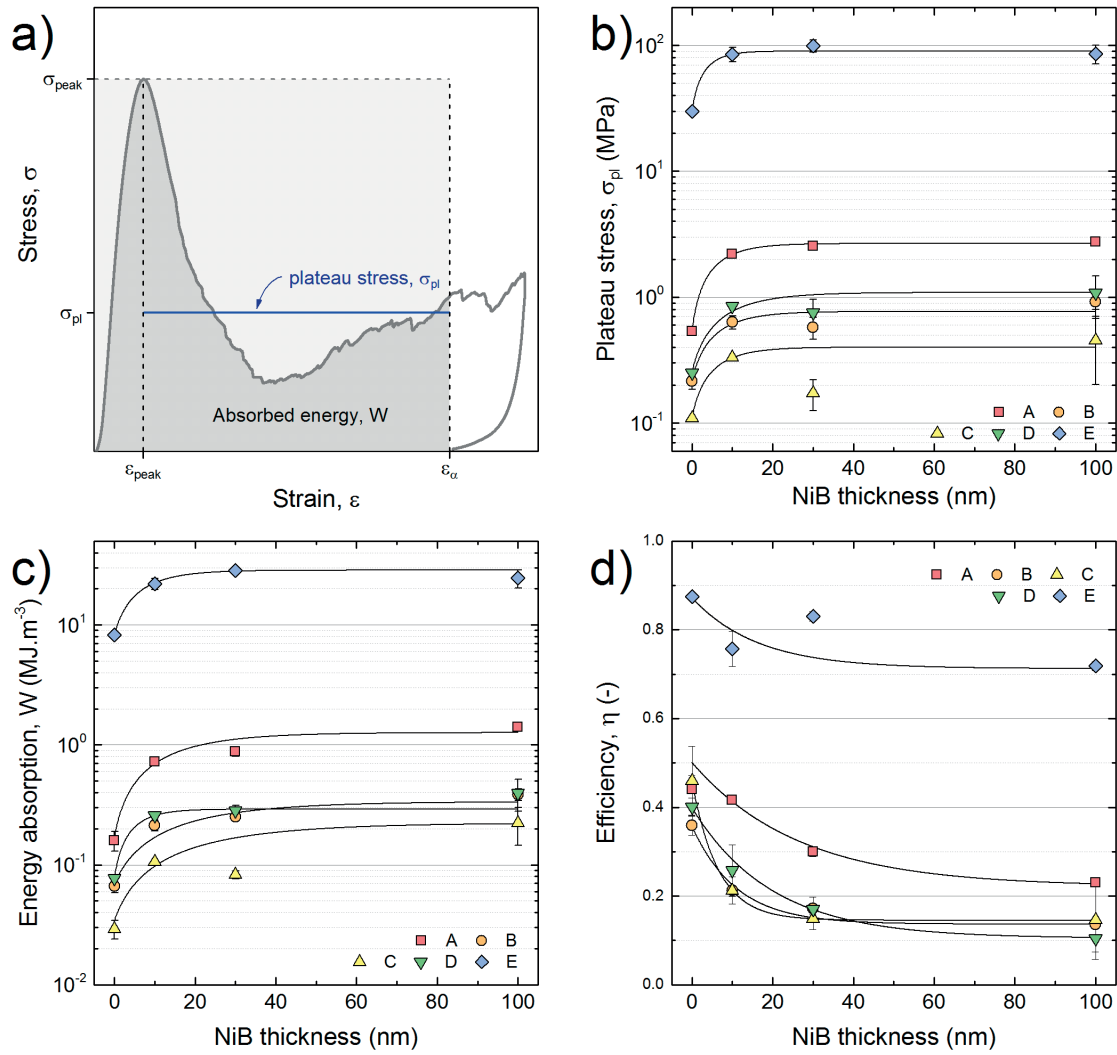 a)
σpeak
σpl
Stress, σ
plateau stress, σpl
Absorbed energy, W
εpeak
εα
Strain, ε
b)
Plateau stress, σpl (MPa)
10²
10¹
10⁰
10⁻¹
A B
C D E
0 20 40 60 80 100
NiB thickness (nm)
c)
Energy absorption, W (MJ.m⁻³)
10¹
10⁰
10⁻¹
10⁻²
A B
C D E
0 20 40 60 80 100
NiB thickness (nm)
d)
Efficiency, η (-)
1.0
0.8
0.6
0.4
0.2
0.0
A B C
D E
0 20 40 60 80 100
NiB thickness (nm)